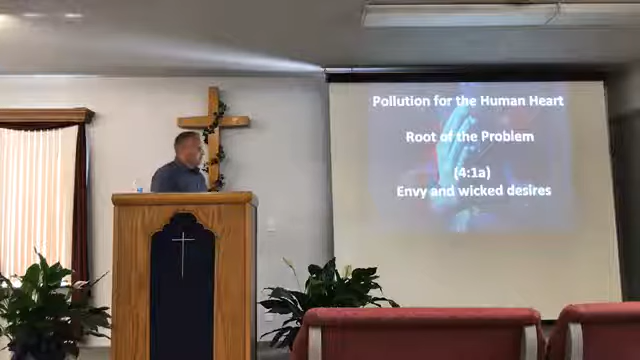 Pollution for the Human Heart
Root of the Problem
(4:1a)
Envy and wicked desires